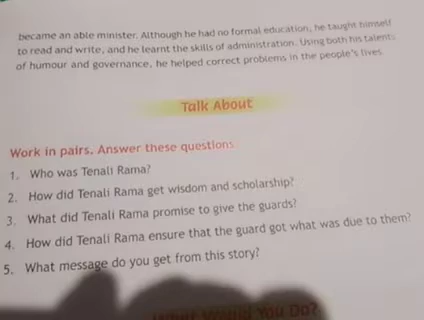 became an able minister. Although he had no formal education, he taught himself
to read and write, and he learnt the skills of administration. Using both his talents
of humour and governance, he helped correct problems in the people's lives.
Talk About
Work in pairs. Answer these questions
1. Who was Tenali Rama?
2. How did Tenali Rama get wisdom and scholarship?
3. What did Tenali Rama promise to give the guards?
4. How did Tenali Rama ensure that the guard got what was due to them?
5. What message do you get from this story?
What Would You Do?